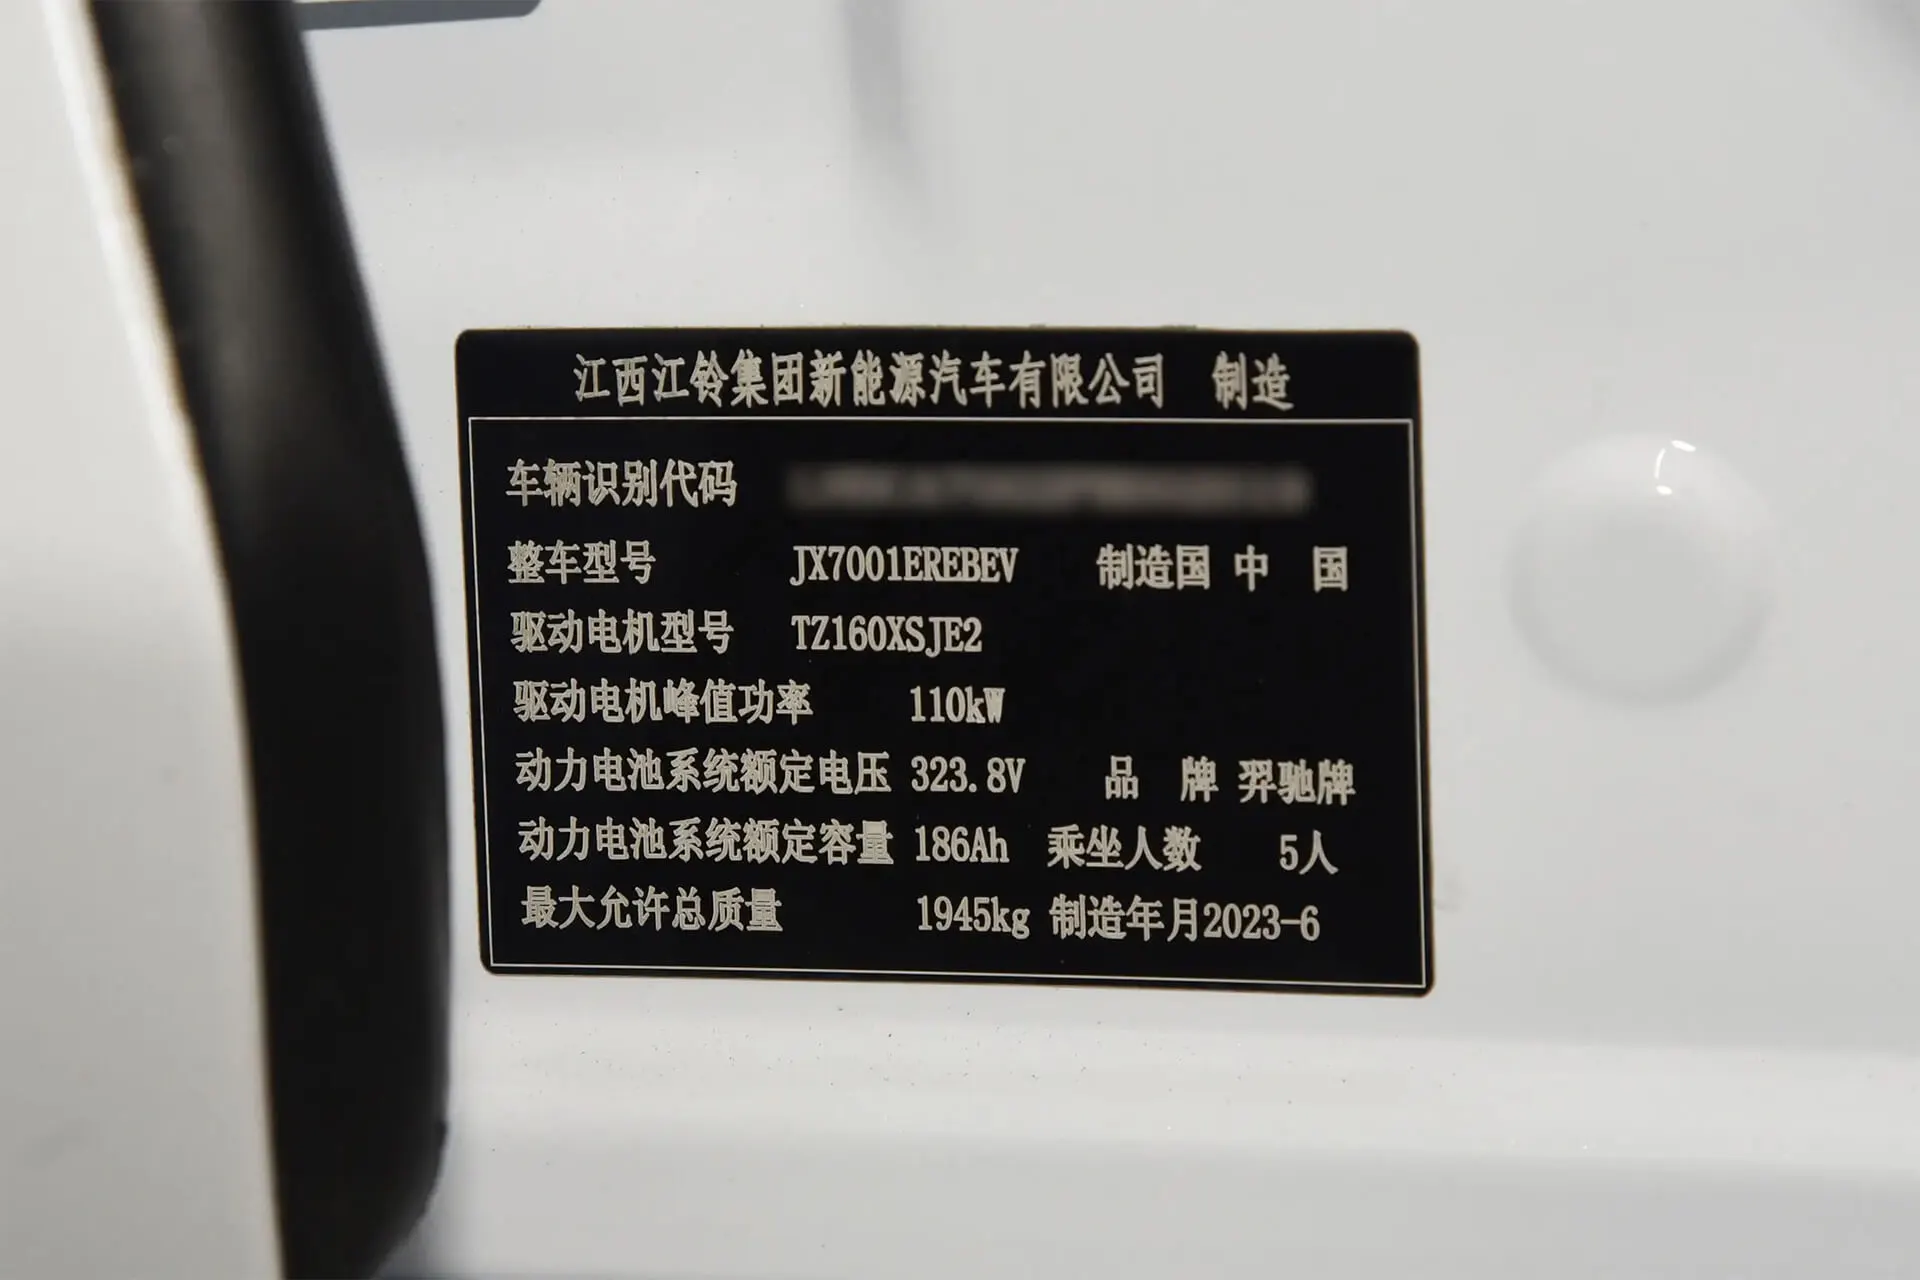 江西江铃集团新能源汽车有限公司 制造
车辆识别代码
整车型号 JX7001EREBEV 制造国 中 国
驱动电机型号 TZ160XSJE2
驱动电机峰值功率 110kW
动力电池系统额定电压 323.8V 品 牌 羿驰牌
动力电池系统额定容量 186Ah 乘坐人数 5人
最大允许总质量 1945kg 制造年月2023-6